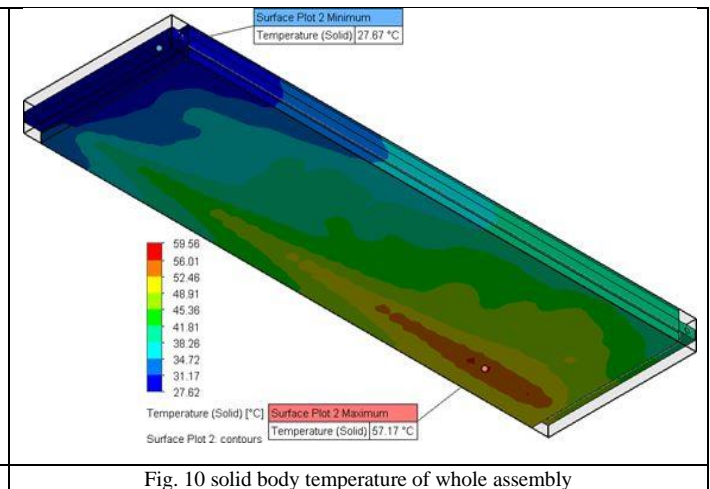 Surface Plot 2 Minimum
Temperature (Solid) 27.67 °C
59.56
56.01
52.46
48.91
45.36
41.81
38.26
34.72
31.17
27.62
Temperature (Solid) [°C]
Surface Plot 2: contours
Surface Plot 2 Maximum
Temperature (Solid) 57.17 °C
Fig. 10 solid body temperature of whole assembly